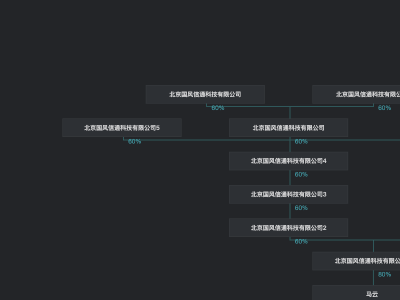 北京国风信通科技有限公司
北京国风信通科技有限公
60%
60%
北京国风信通科技有限公司5
北京国风信通科技有限公司
60%
60%
北京国风信通科技有限公司4
60%
北京国风信通科技有限公司3
60%
北京国风信通科技有限公司2
60%
北京国风信通科技有限公
80%
马云